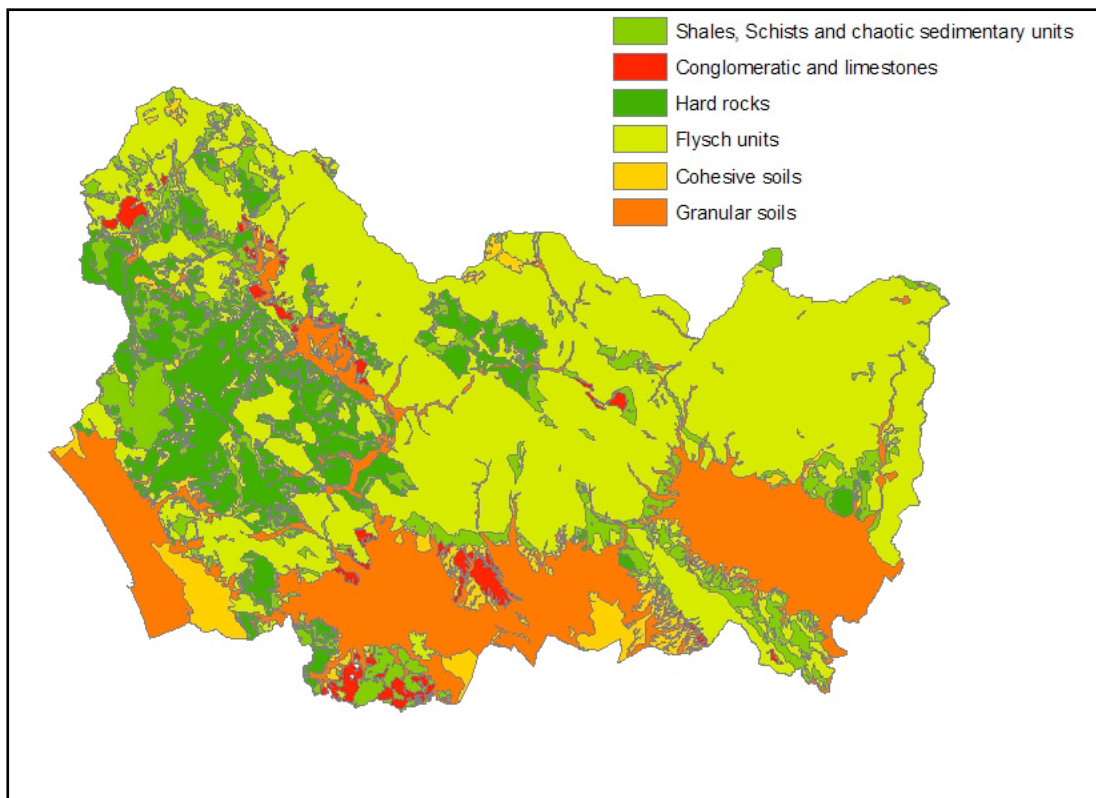 Shales, Schists and chaotic sedimentary units
Conglomeratic and limestones
Hard rocks
Flysch units
Cohesive soils
Granular soils